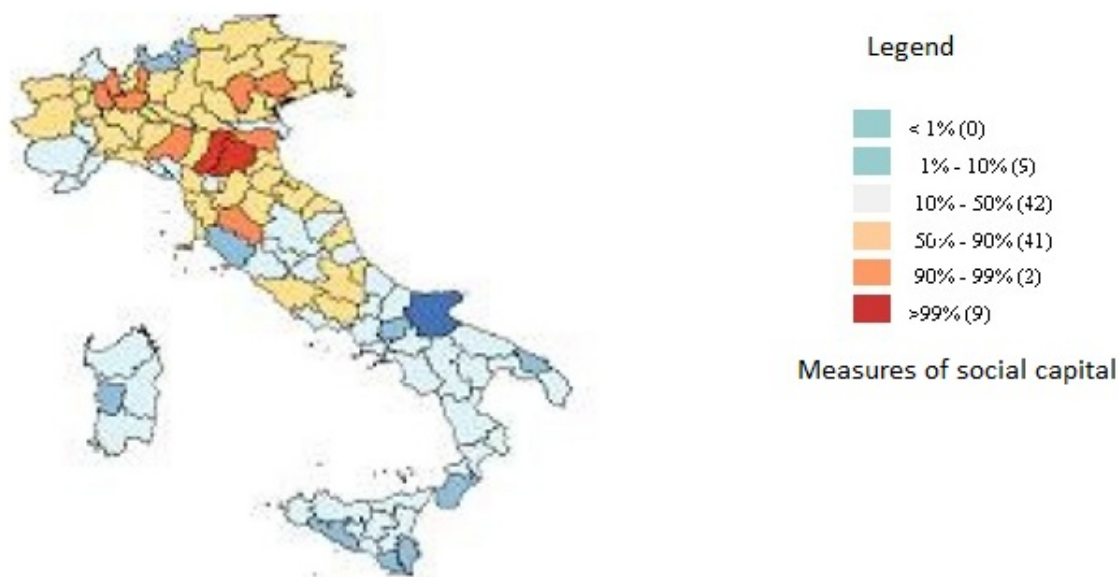 Legend
< 1% (0)
1% - 10% (5)
10% - 50% (42)
50% - 90% (41)
90% - 99% (2)
>99% (9)
Measures of social capital